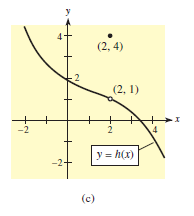 y
4
(2, 4)
2
(2, 1)
x
-2
2
4
y = h(x)
-2
(c)